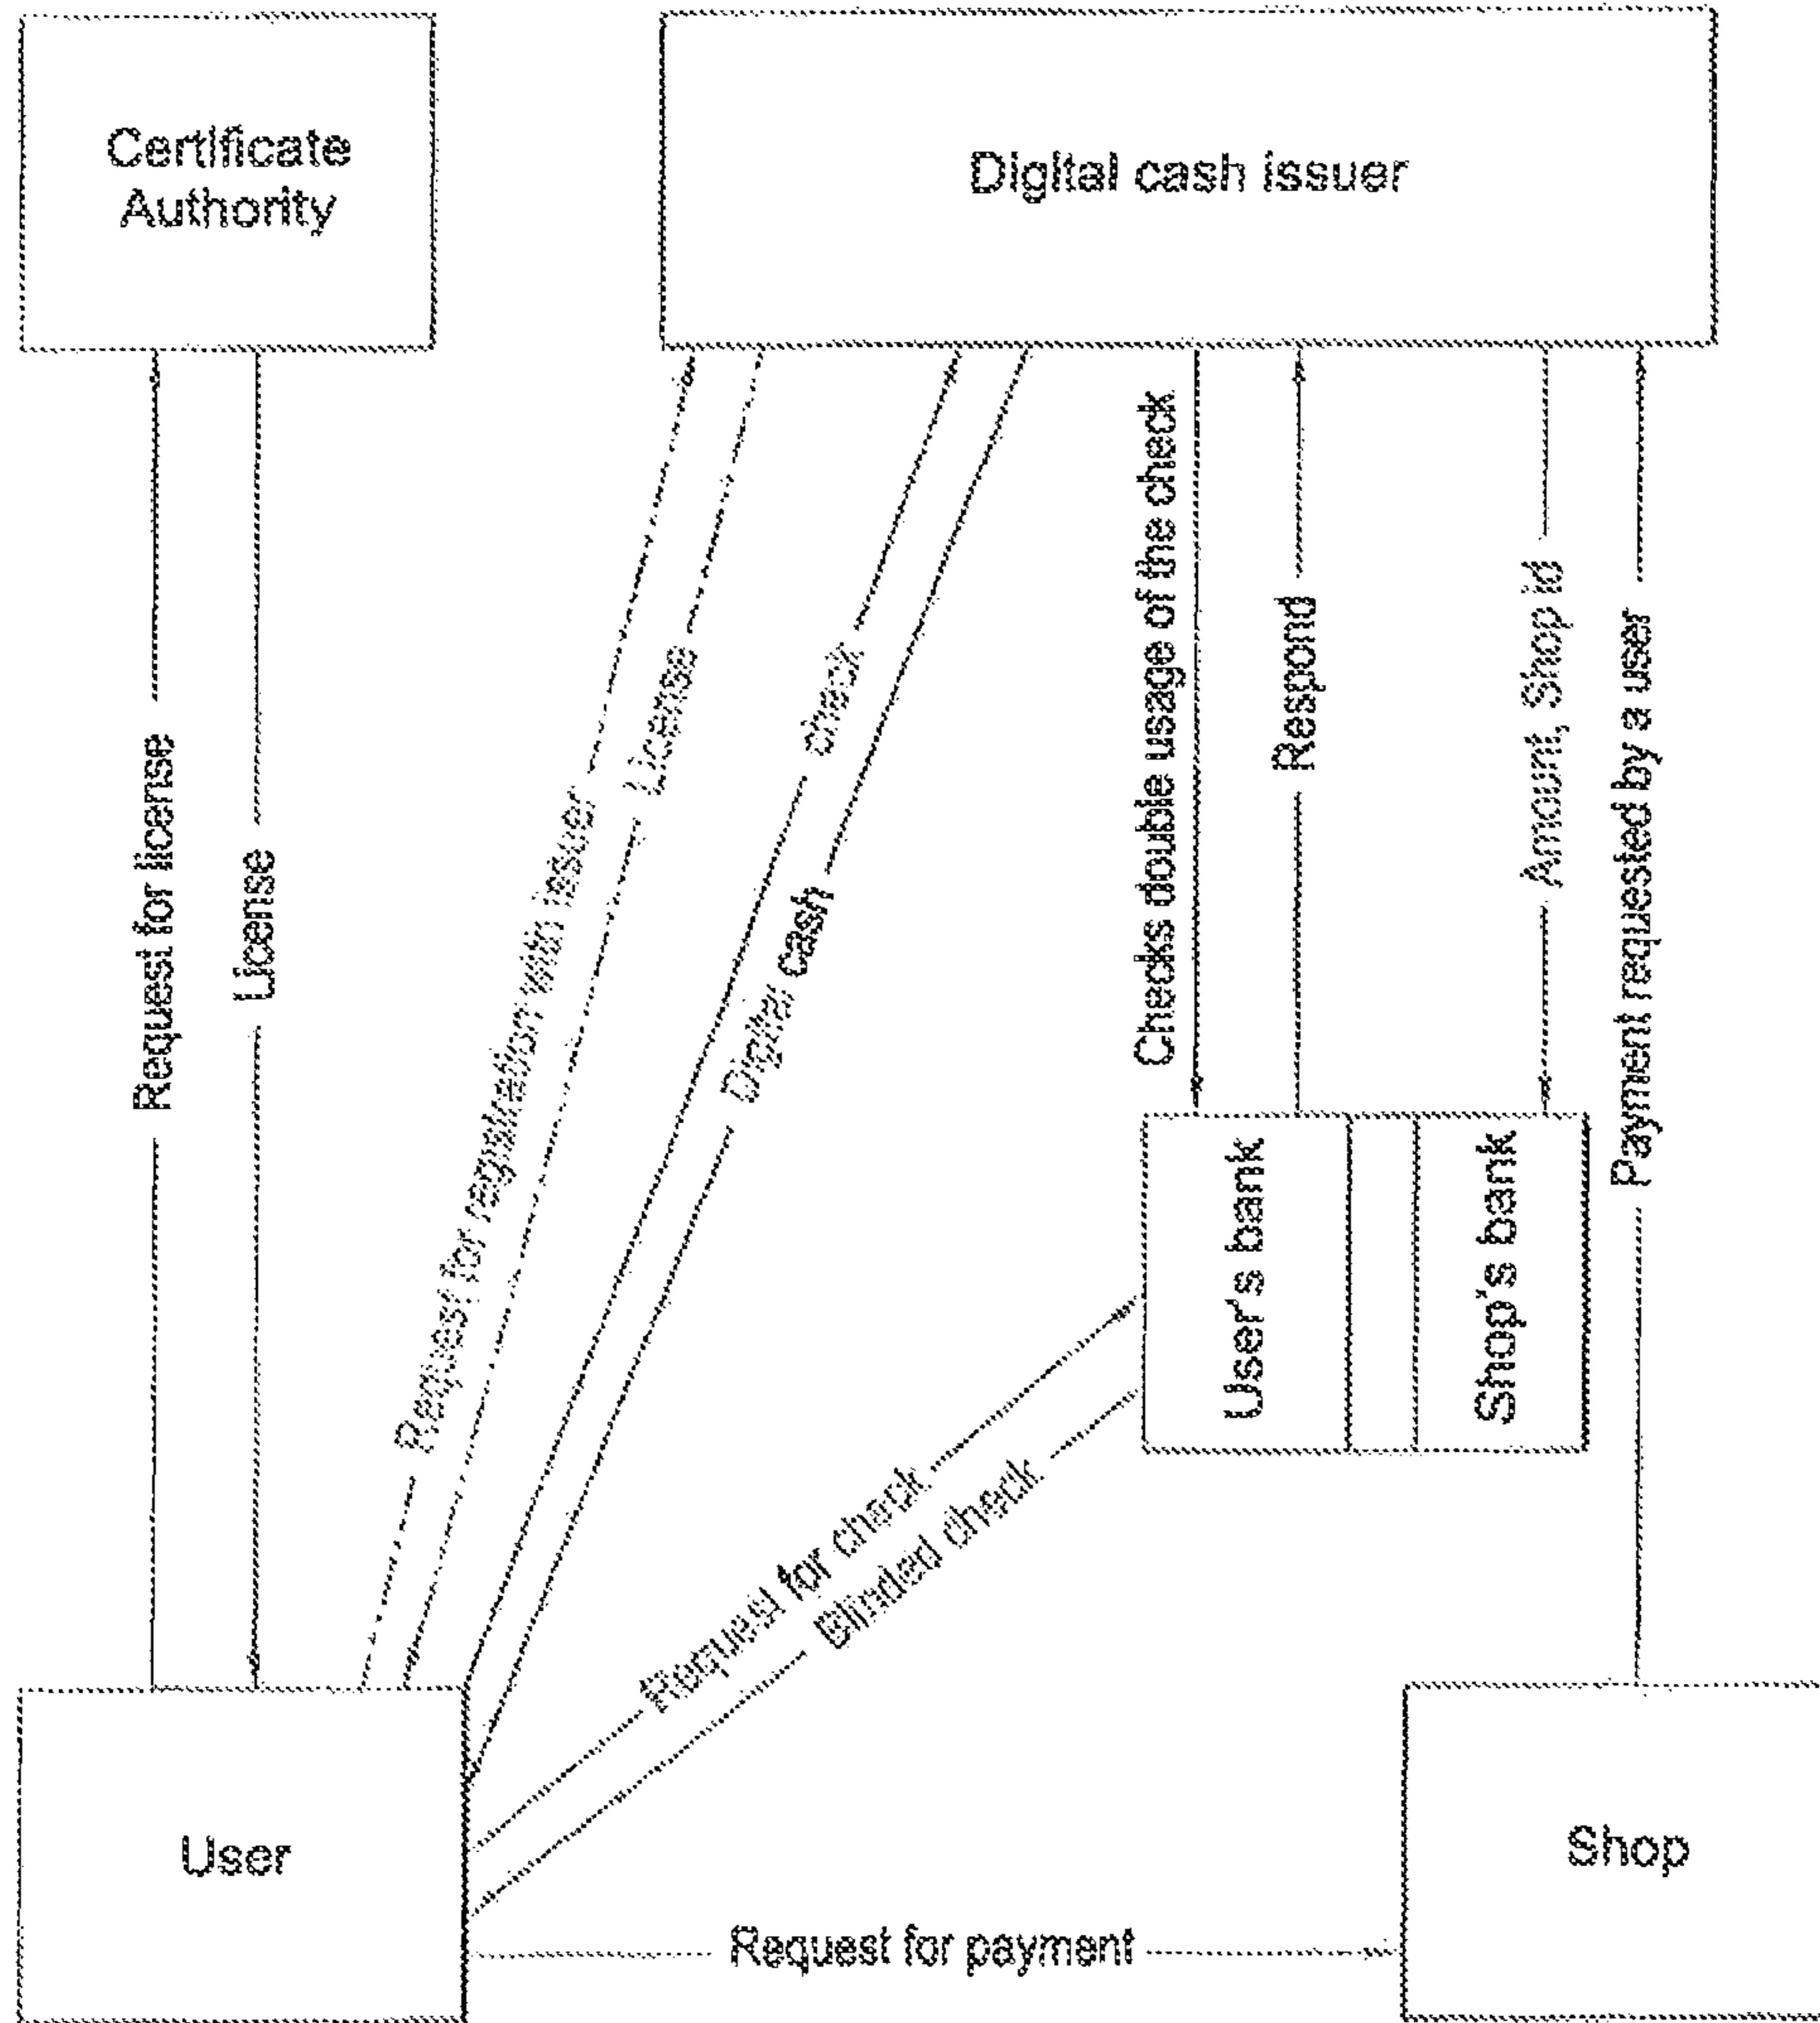 Certificate
Authority
Digital cash issuer
Request for license
License
Request for registration with issuer
License
check
Digital cash
Checks double usage of the check
Respond
Amount, Shop id
Payment requested by a user
User's bank
Shop's bank
Request for check
Blinded check
User
Shop
Request for payment